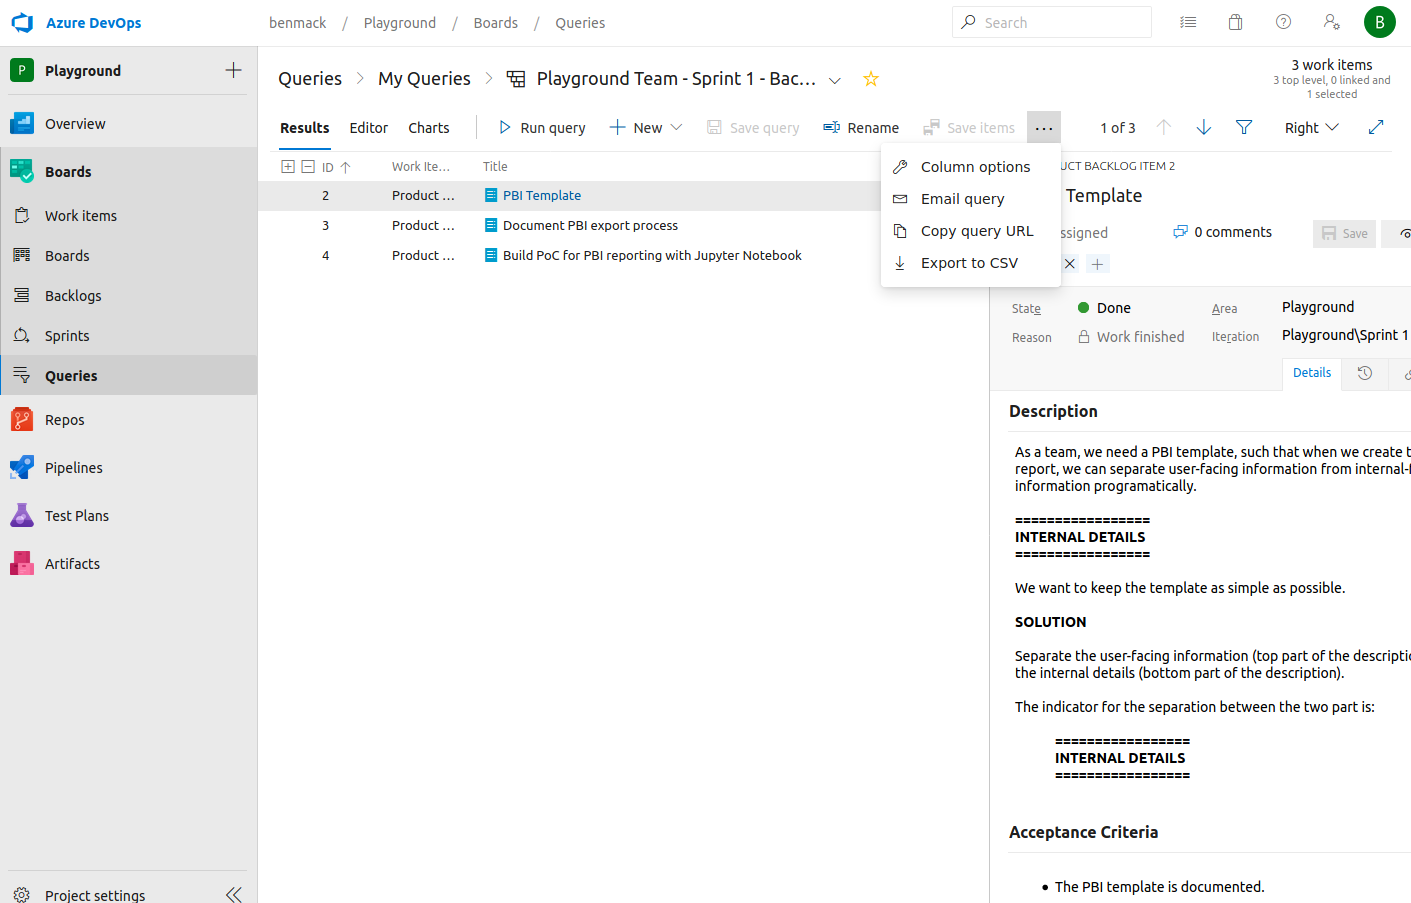 Azure DevOps
benmack / Playground / Boards / Queries
Search
B
P Playground
Overview
Boards
Work items
Boards
Backlogs
Sprints
Queries
Repos
Pipelines
Test Plans
Artifacts
Project settings
Queries > My Queries > Playground Team - Sprint 1 - Bac...
3 work items
3 top level, 0 linked and
1 selected
Results Editor Charts Run query New Save query Rename Save items ... 1 of 3 Right
ID Work Ite... Title
2 Product ... PBI Template
3 Product ... Document PBI export process
4 Product ... Build PoC for PBI reporting with Jupyter Notebook
Column options
Email query
Copy query URL
Export to CSV
UCT BACKLOG ITEM 2
Template
ssigned 0 comments Save
State Done Area Playground
Reason Work finished Iteration Playground\Sprint 1
Details
Description
As a team, we need a PBI template, such that when we create
report, we can separate user-facing information from internal-
information programatically.
=================
INTERNAL DETAILS
=================
We want to keep the template as simple as possible.
SOLUTION
Separate the user-facing information (top part of the descripti
the internal details (bottom part of the description).
The indicator for the separation between the two part is:
=================
INTERNAL DETAILS
=================
Acceptance Criteria
• The PBI template is documented.